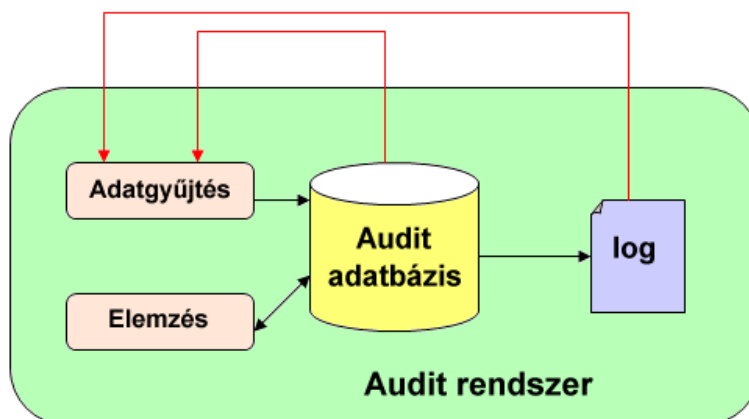 Adatgyűjtés
Audit
adatbázis
log
Elemzés
Audit rendszer